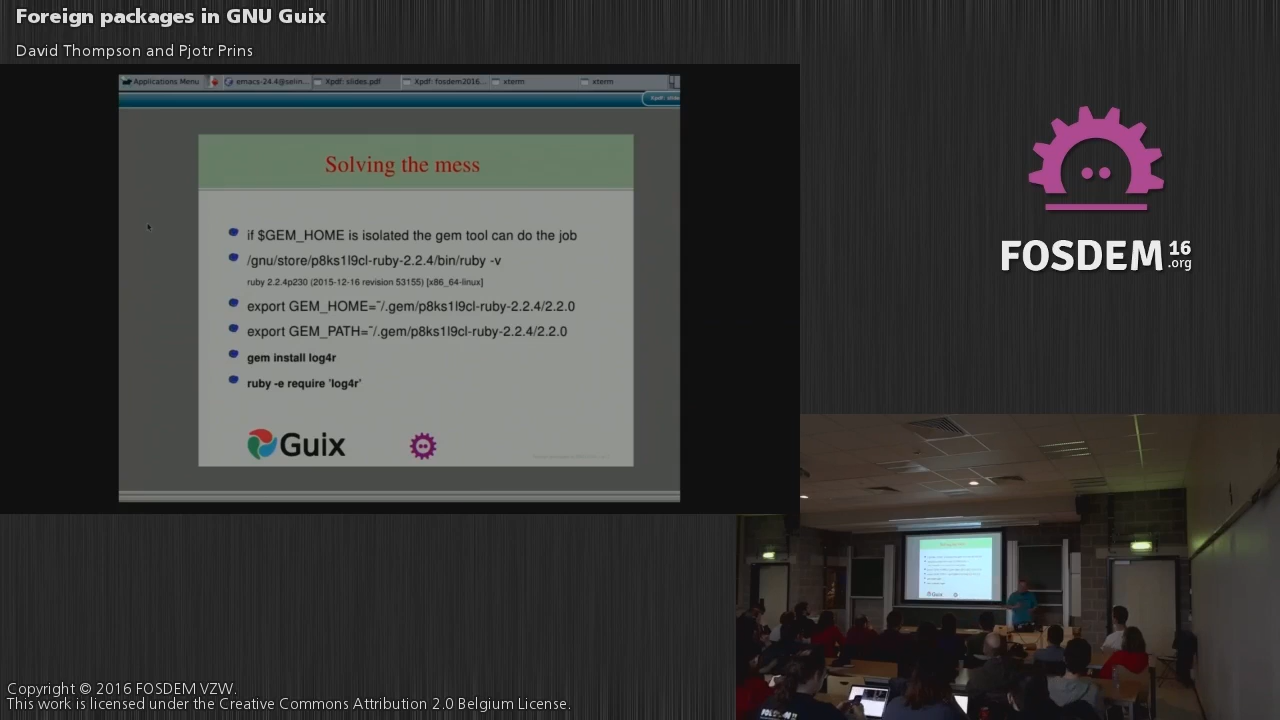 Foreign packages in GNU Guix
David Thompson and Pjotr Prins
Applications Menu emacs-24.4@selin... Xpdf: slides.pdf Xpdf: fosdem2016... xterm xterm
Solving the mess
if $GEM_HOME is isolated the gem tool can do the job
/gnu/store/p8ks1l9cl-ruby-2.2.4/bin/ruby -v
ruby 2.2.4p230 (2015-12-16 revision 53155) [x86_64-linux]
export GEM_HOME=~/.gem/p8ks1l9cl-ruby-2.2.4/2.2.0
export GEM_PATH=~/.gem/p8ks1l9cl-ruby-2.2.4/2.2.0
gem install log4r
ruby -e require 'log4r'
Guix
FOSDEM 16
.org
Copyright © 2016 FOSDEM VZW.
This work is licensed under the Creative Commons Attribution 2.0 Belgium License.